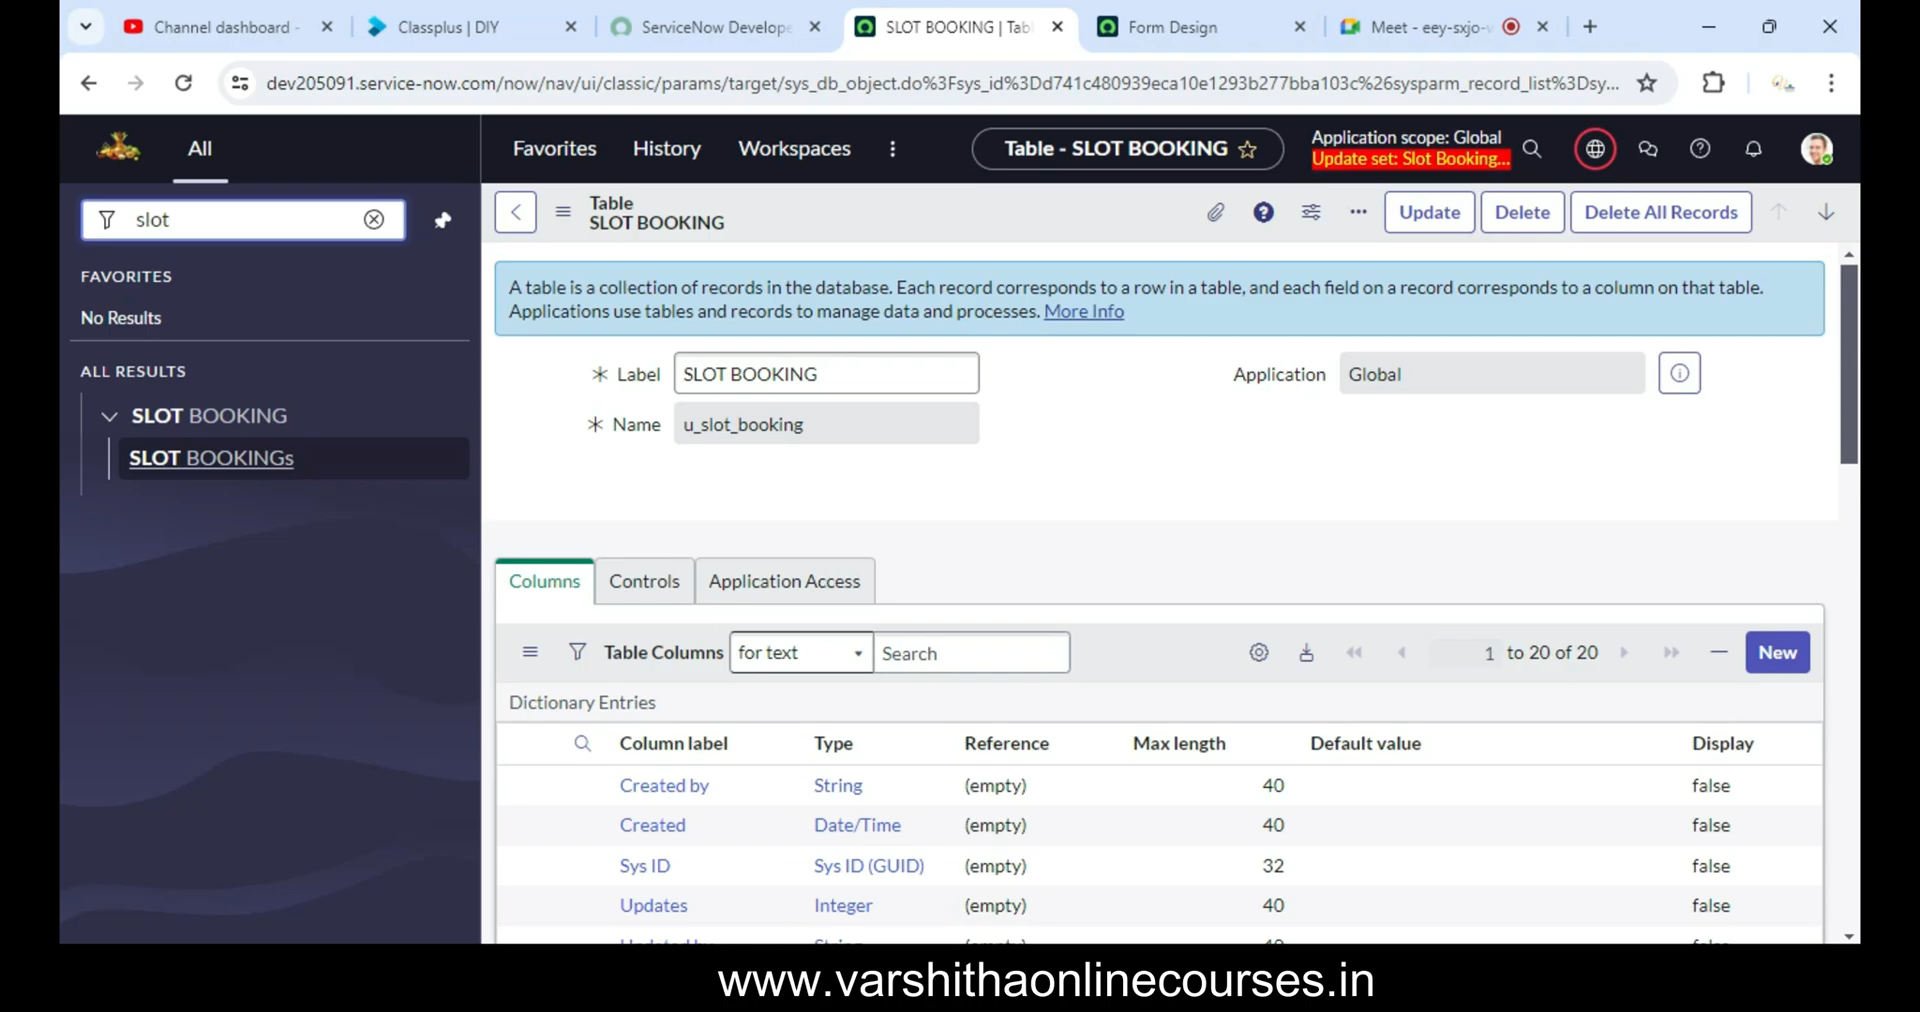 Channel dashboard -
Classplus | DIY
ServiceNow Develope
SLOT BOOKING | Tabl
Form Design
Meet - eey-sxjo-
dev205091.service-now.com/now/nav/ui/classic/params/target/sys_db_object.do%3Fsys_id%3Dd741c480939eca10e1293b277bba103c%26sysparm_record_list%3Dsy...
All
Favorites
History
Workspaces
Table - SLOT BOOKING
Application scope: Global
Update set: Slot Booking...
slot
Table
SLOT BOOKING
Update
Delete
Delete All Records
FAVORITES
No Results
ALL RESULTS
SLOT BOOKING
SLOT BOOKINGs
A table is a collection of records in the database. Each record corresponds to a row in a table, and each field on a record corresponds to a column on that table.
Applications use tables and records to manage data and processes. More Info
Label SLOT BOOKING
Application Global
Name u_slot_booking
Columns
Controls
Application Access
Table Columns for text Search
1 to 20 of 20
New
Dictionary Entries
Column label Type Reference Max length Default value Display
Created by String (empty) 40 false
Created Date/Time (empty) 40 false
Sys ID Sys ID (GUID) (empty) 32 false
Updates Integer (empty) 40 false
www.varshithaonlinecourses.in